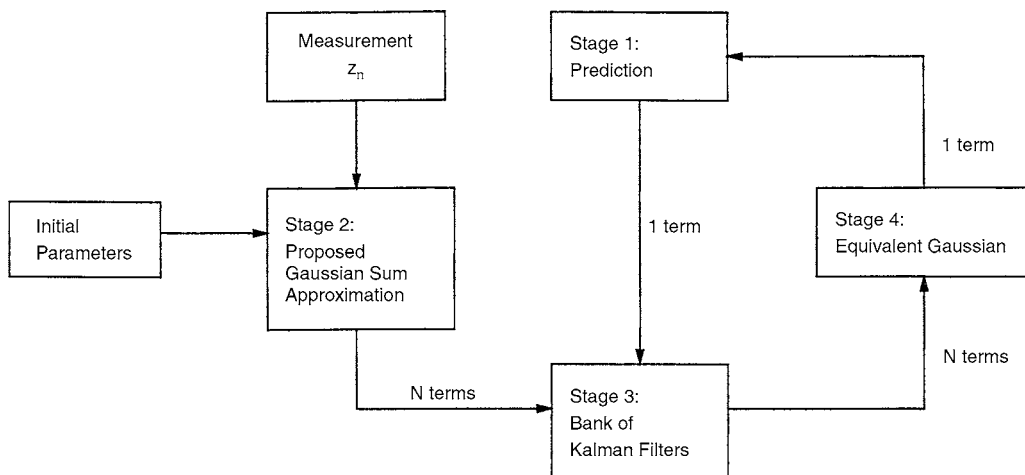 Measurement
zn
Stage 1:
Prediction
1 term
Initial
Parameters
Stage 2:
Proposed
Gaussian Sum
Approximation
1 term
Stage 4:
Equivalent Gaussian
N terms
N terms
Stage 3:
Bank of
Kalman Filters